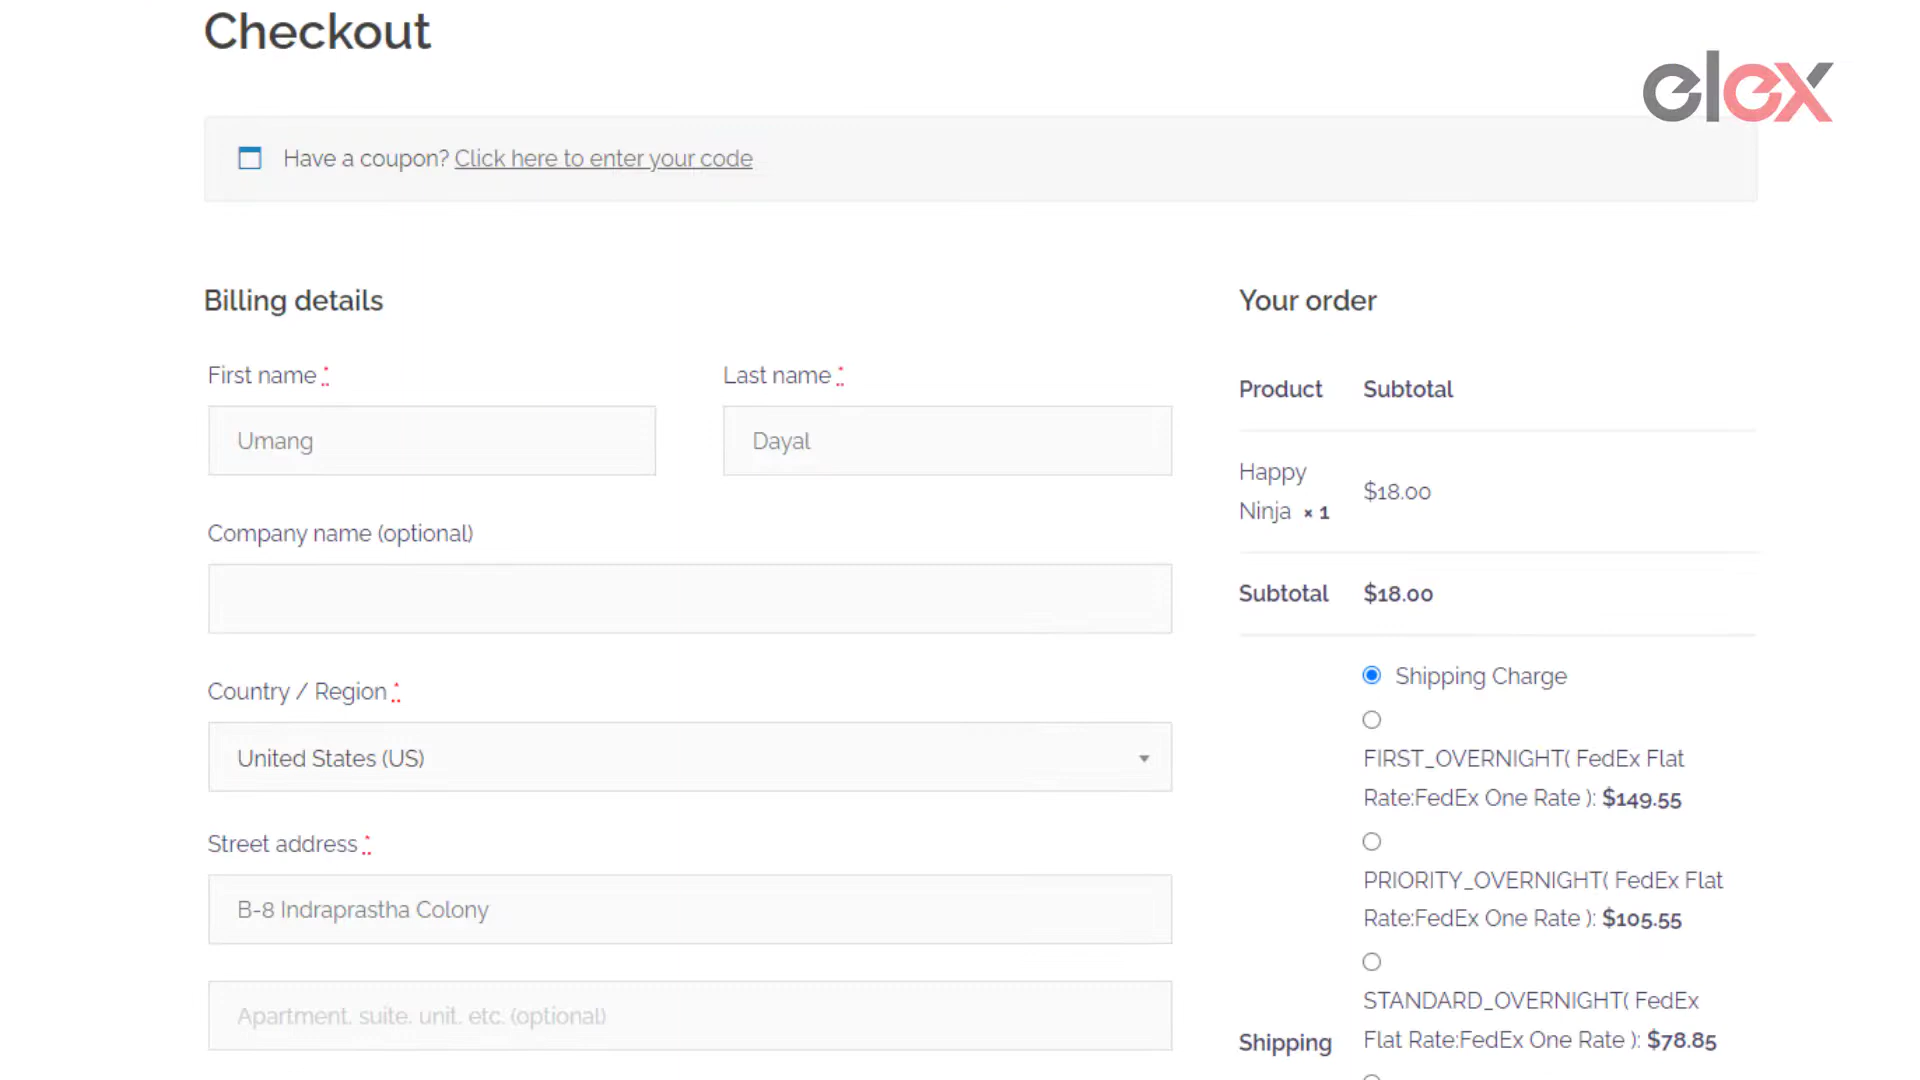 Checkout
elex
Have a coupon? Click here to enter your code
Billing details
First name *
Last name *
Umang
Dayal
Company name (optional)
Country / Region *
United States (US)
Street address *
B-8 Indraprastha Colony
Apartment, suite, unit, etc. (optional)
Your order
Product Subtotal
Happy
Ninja × 1
$18.00
Subtotal $18.00
Shipping
Shipping Charge
FIRST_OVERNIGHT( FedEx Flat
Rate:FedEx One Rate ): $149.55
PRIORITY_OVERNIGHT( FedEx Flat
Rate:FedEx One Rate ): $105.55
STANDARD_OVERNIGHT( FedEx
Flat Rate:FedEx One Rate ): $78.85